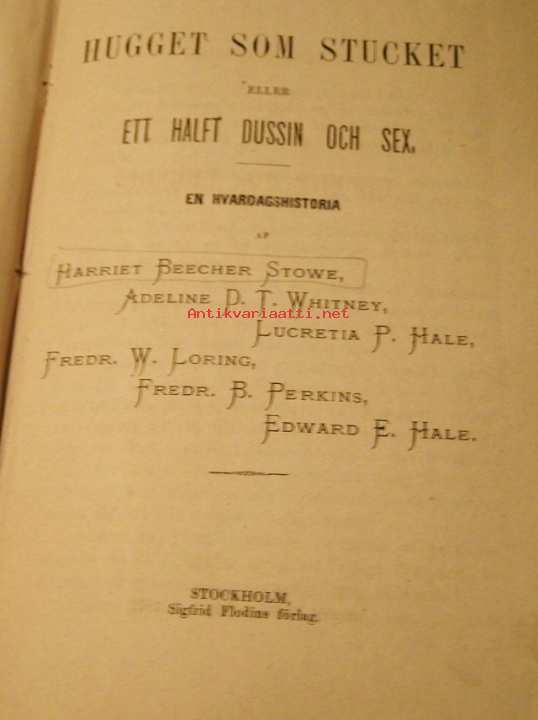 HUGGET SOM STUCKET
ELLER
ETT HALFT DUSSIN OCH SEX.
EN HVARDAGSHISTORIA
AF
HARRIET BEECHER STOWE,
ADELINE D. T. WHITNEY,
Antikvariaatti.net
LUCRETIA P. HALE,
FREDR. W. LORING,
FREDR. B. PERKINS,
EDWARD E. HALE.
STOCKHOLM,
Sigfrid Flodins förlag.